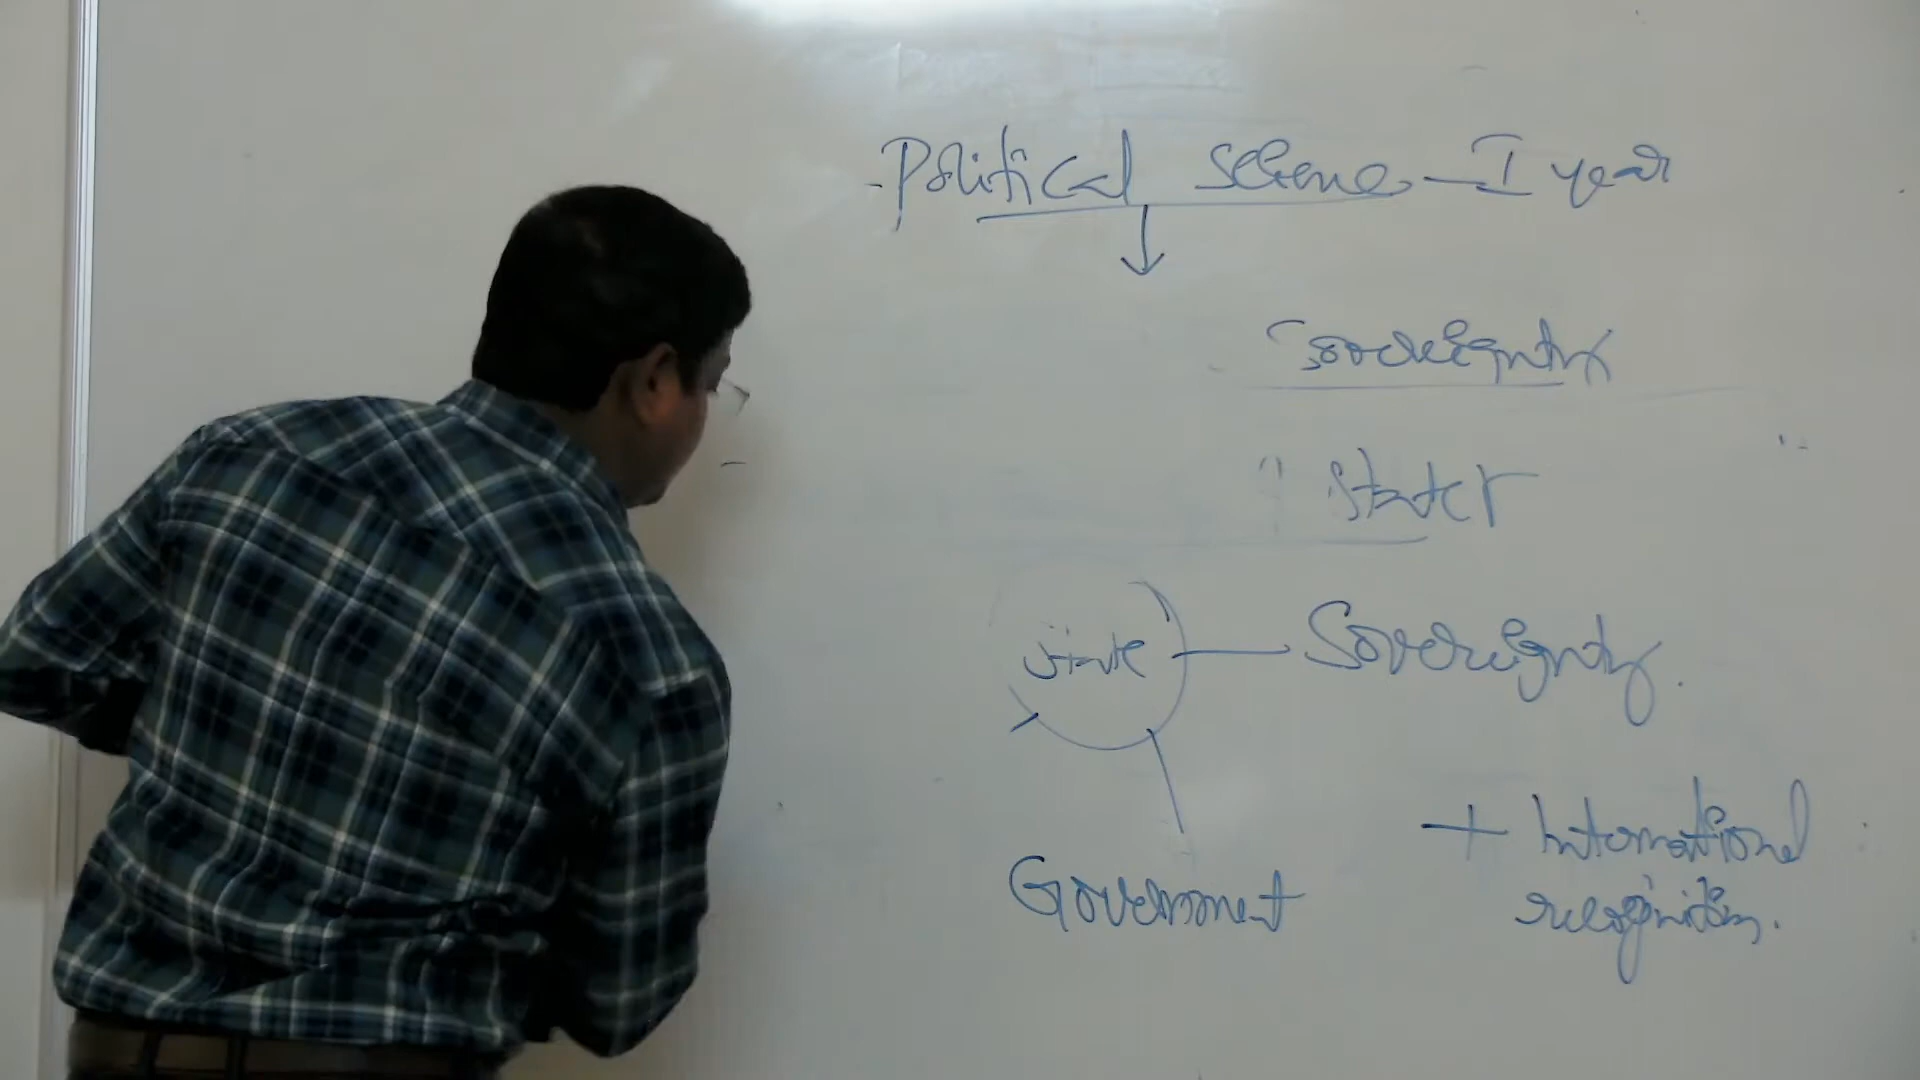 Political Science - I year
Sovereignty
State
State — Sovereignty.
Government
+ International
recognition.